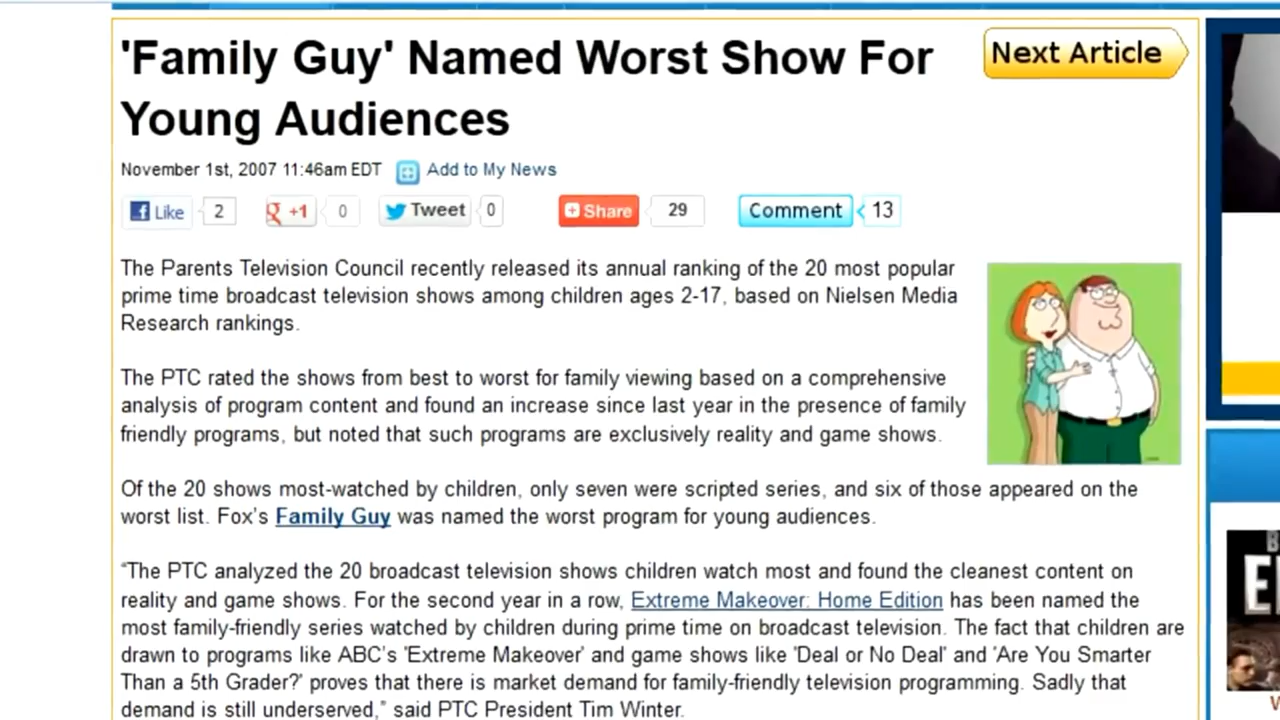 'Family Guy' Named Worst Show For
Next Article
Young Audiences
November 1st, 2007 11:46am EDT
Add to My News
Like 2
+1 0
Tweet 0
Share 29
Comment 13
The Parents Television Council recently released its annual ranking of the 20 most popular
prime time broadcast television shows among children ages 2-17, based on Nielsen Media
Research rankings.
The PTC rated the shows from best to worst for family viewing based on a comprehensive
analysis of program content and found an increase since last year in the presence of family
friendly programs, but noted that such programs are exclusively reality and game shows.
Of the 20 shows most-watched by children, only seven were scripted series, and six of those appeared on the
worst list. Fox's Family Guy was named the worst program for young audiences.
"The PTC analyzed the 20 broadcast television shows children watch most and found the cleanest content on
reality and game shows. For the second year in a row, Extreme Makeover: Home Edition has been named the
most family-friendly series watched by children during prime time on broadcast television. The fact that children are
drawn to programs like ABC's 'Extreme Makeover' and game shows like 'Deal or No Deal' and 'Are You Smarter
Than a 5th Grader?' proves that there is market demand for family-friendly television programming. Sadly that
demand is still underserved," said PTC President Tim Winter.